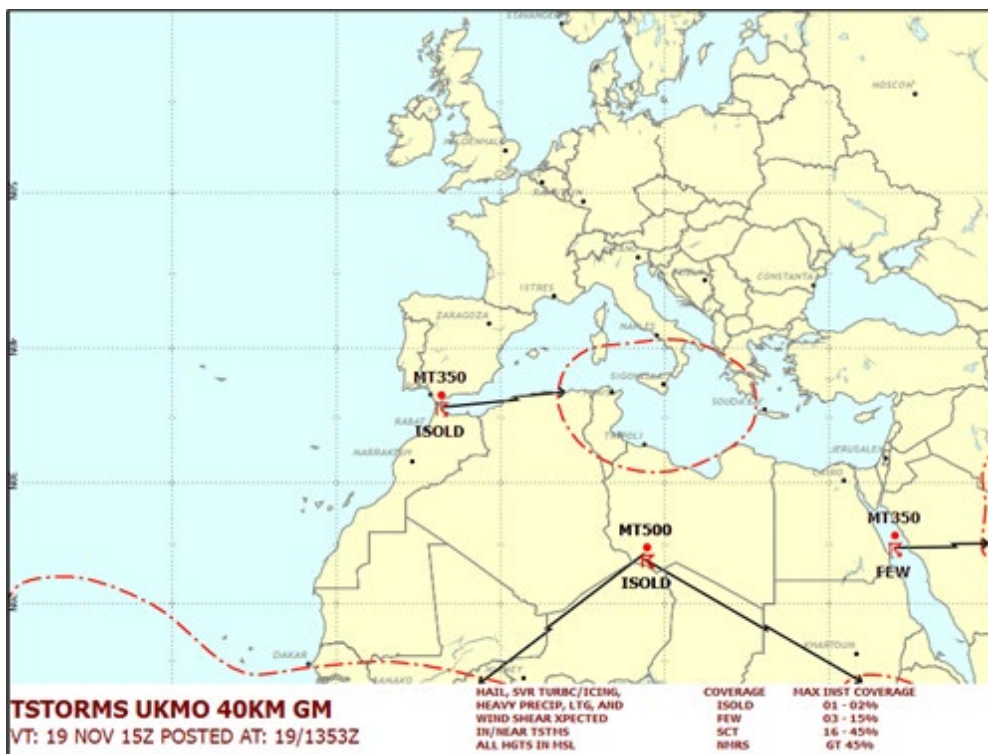 STAVANGER
MOSCOW
ISTRES
CONSTANTA
ZARAGOZA
NAPLES
MT350
ISOLD
RABAT
SOUDA BAY
TRIPOLI
MARRAKESH
JERUSALEM
CAIRO
MT500
ISOLD
MT350
FEW
DAKAR
KHARTOUM
BAMAKO
TSTORMS UKMO 40KM GM
VT: 19 NOV 15Z POSTED AT: 19/1353Z
HAIL, SVR TURBC/ICING,
HEAVY PRECIP, LTG, AND
WIND SHEAR XPECTED
IN/NEAR TSTMS
ALL HGTS IN MSL
COVERAGE MAX INST COVERAGE
ISOLD 01 - 02%
FEW 03 - 15%
SCT 16 - 45%
NMRS GT 45%